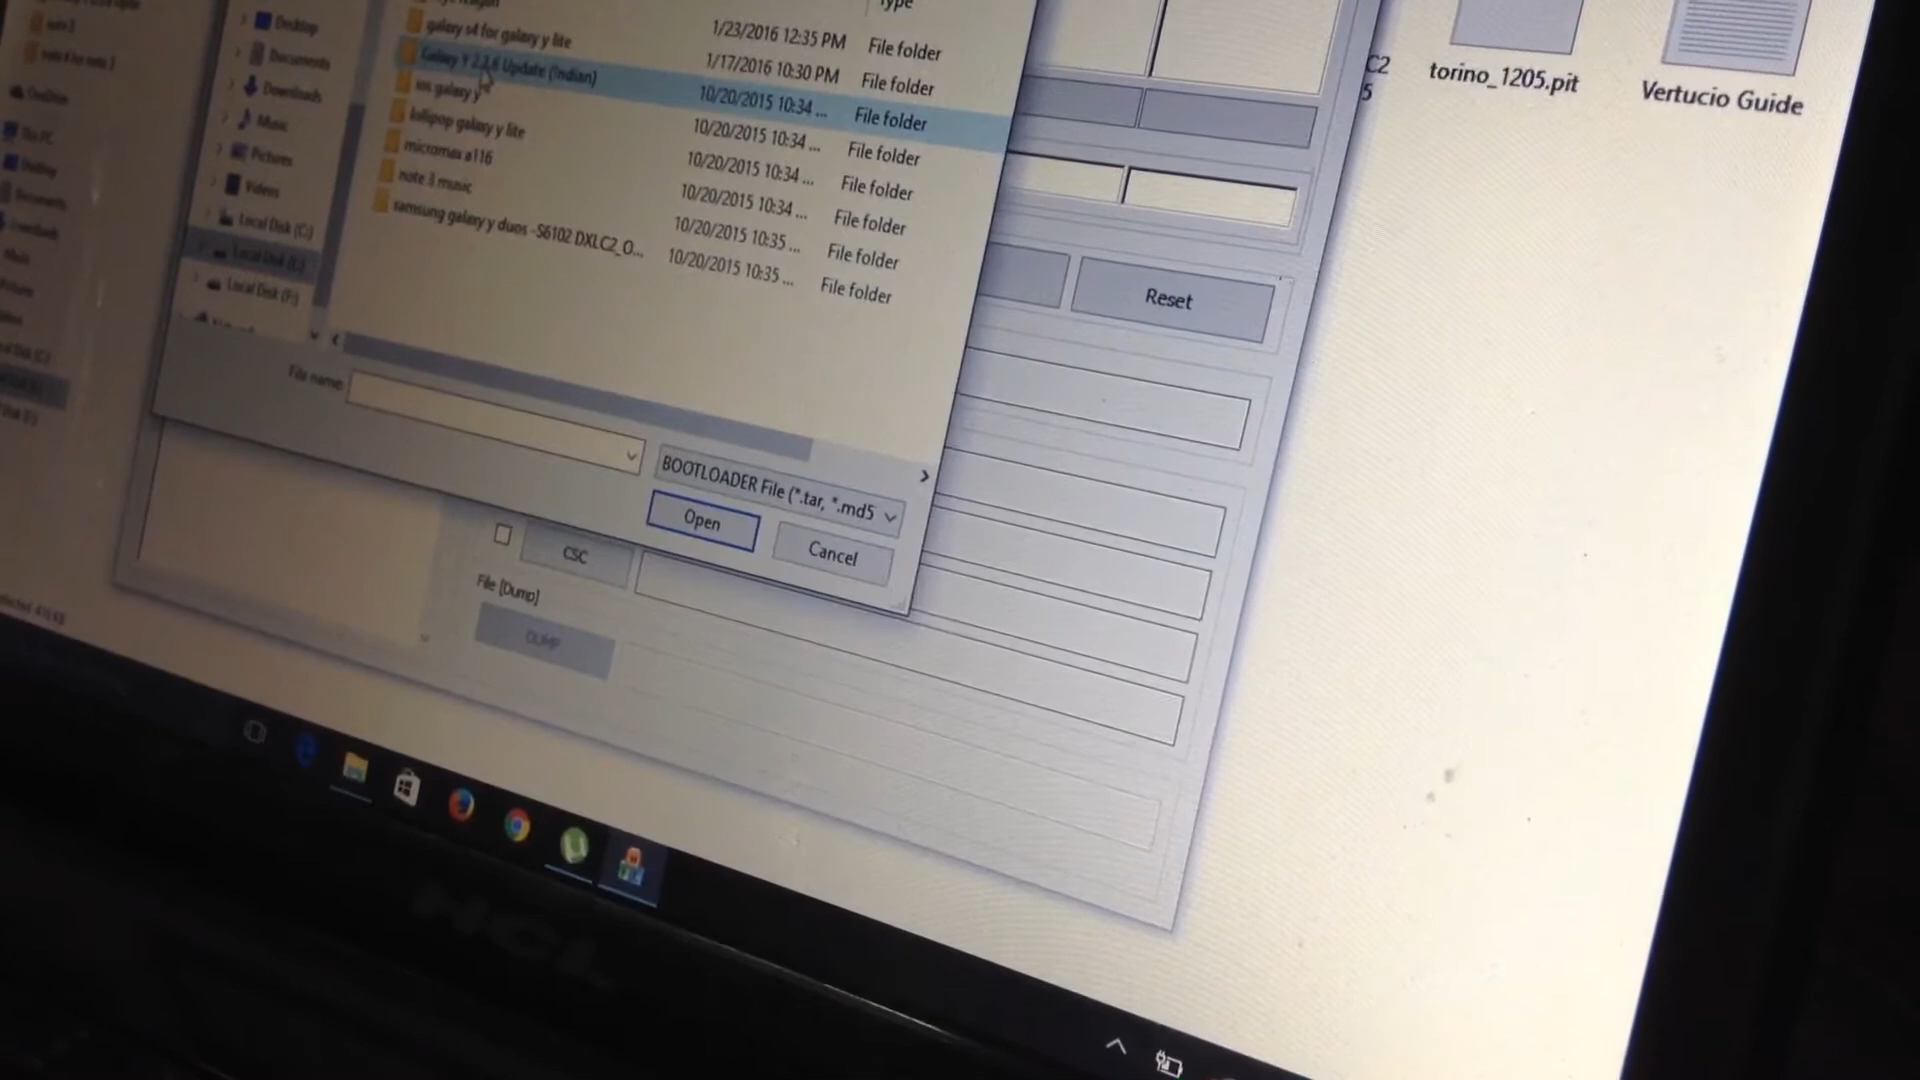 Type
galaxy s4 for galaxy y lite
1/23/2016 12:35 PM File folder
Galaxy Y 2.3.6 Update (Indian)
1/17/2016 10:30 PM File folder
ios galaxy y
10/20/2015 10:34 ... File folder
lollipop galaxy y lite
10/20/2015 10:34 ... File folder
micromax a116
10/20/2015 10:34 ... File folder
note 3 music
10/20/2015 10:34 ... File folder
samsung galaxy y duos -S6102 DXLC2_O...
10/20/2015 10:35 ... File folder
10/20/2015 10:35 ... File folder
Desktop
Documents
Downloads
Music
Pictures
Videos
Local Disk (C:)
Local Disk (E:)
Local Disk (F:)
File name:
BOOTLOADER File (*.tar, *.md5
Open
Cancel
CSC
File [Dump]
DUMP
Reset
C2
5
torino_1205.pit
Vertucio Guide
OneDrive
This PC
HCL